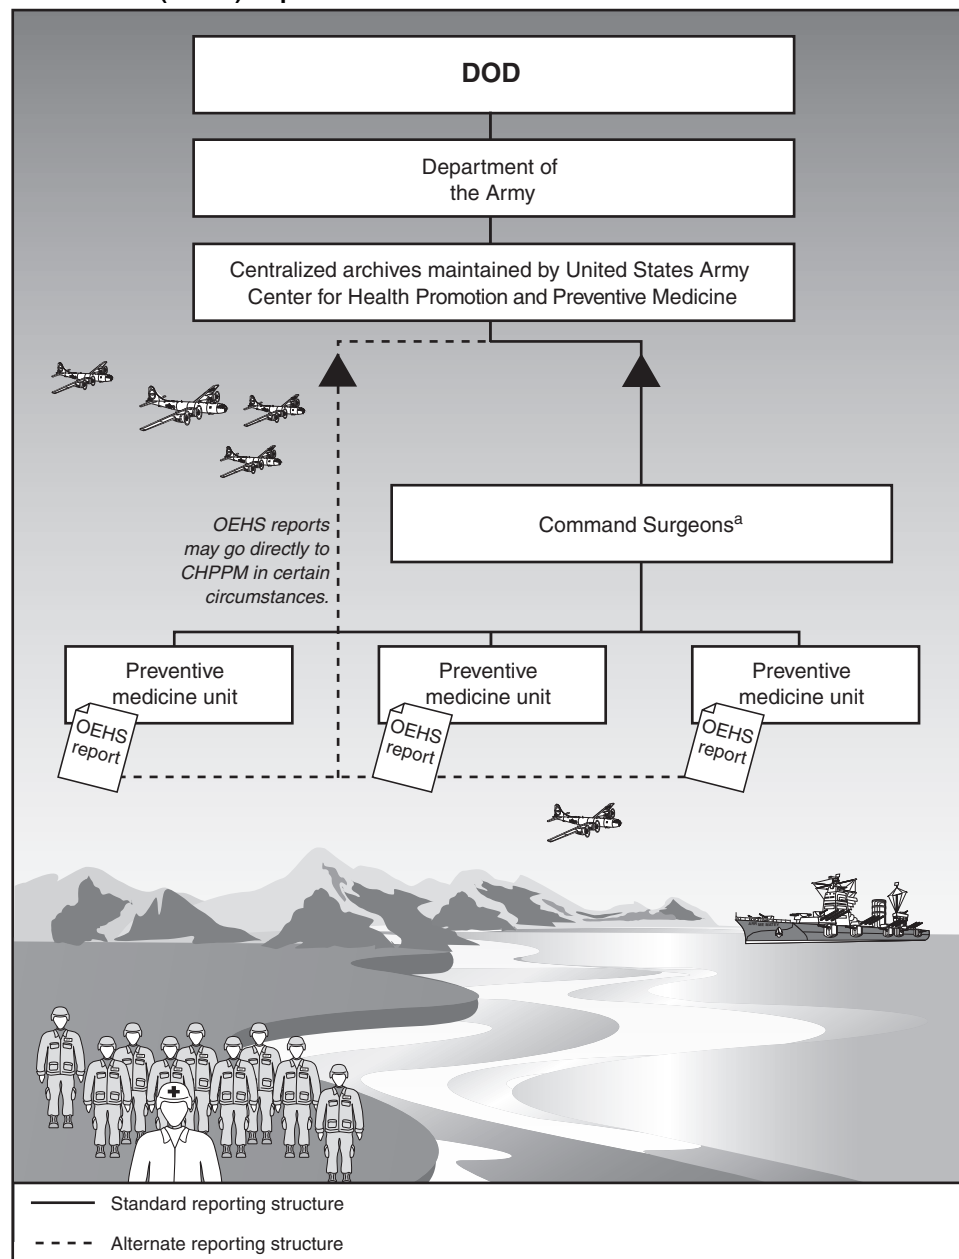 DOD
Department of
the Army
Centralized archives maintained by United States Army
Center for Health Promotion and Preventive Medicine
Command Surgeonsa
OEHS reports
may go directly to
CHPPM in certain
circumstances.
Preventive
medicine unit
OEHS
report
Preventive
medicine unit
OEHS
report
Preventive
medicine unit
OEHS
report
Standard reporting structure
Alternate reporting structure